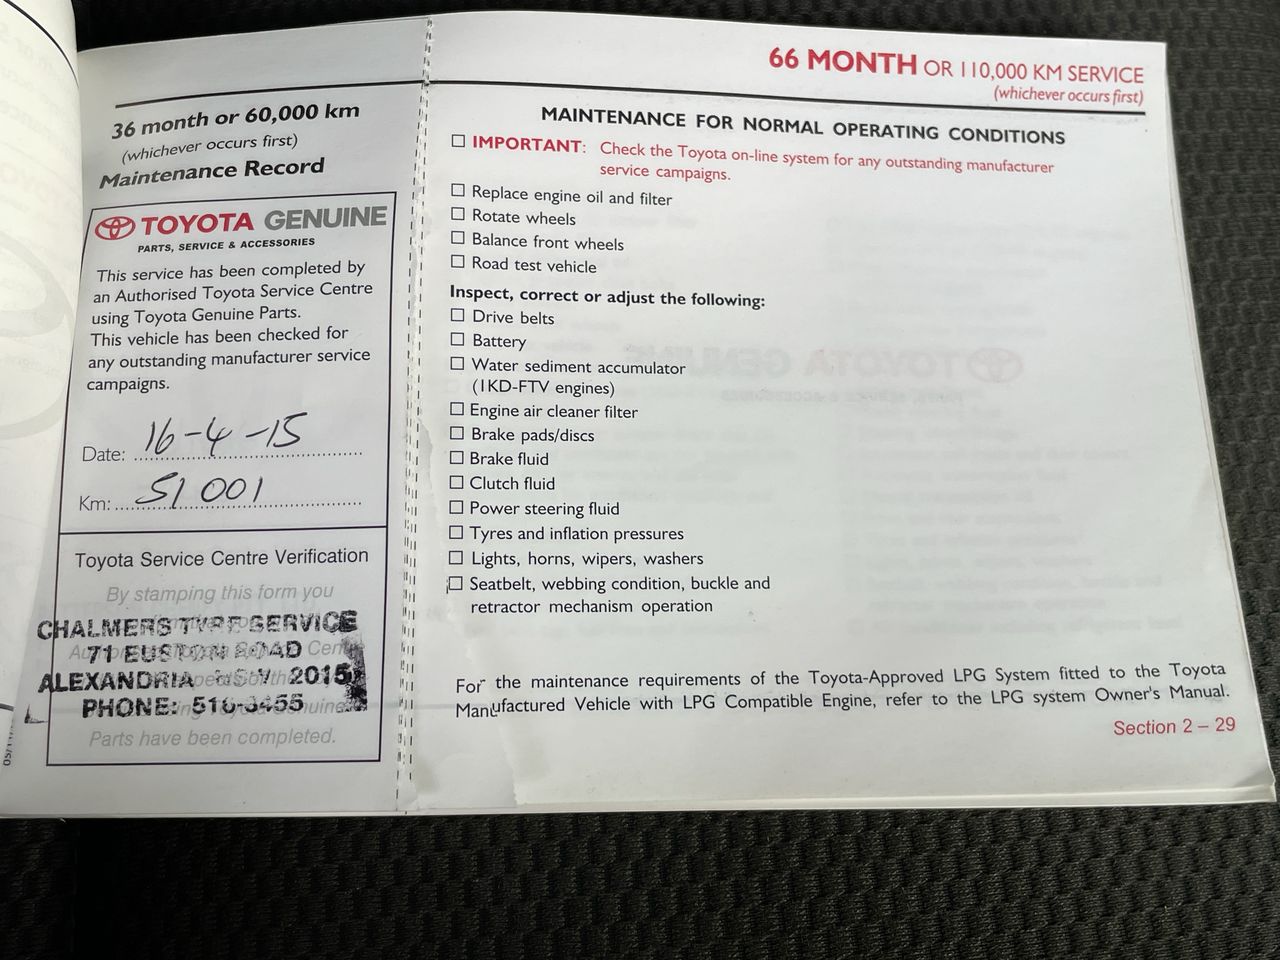 36 month or 60,000 km
(whichever occurs first)
Maintenance Record
TOYOTA GENUINE
PARTS, SERVICE & ACCESSORIES
This service has been completed by
an Authorised Toyota Service Centre
using Toyota Genuine Parts.
This vehicle has been checked for
any outstanding manufacturer service
campaigns.
Date: 16-4-15
Km: 51001
Toyota Service Centre Verification
By stamping this form you
CHALMERS TYRE SERVICE
71 EUSTON ROAD
ALEXANDRIA N.S.W. 2015
PHONE: 516-3455
Parts have been completed.
66 MONTH OR 110,000 KM SERVICE
(whichever occurs first)
MAINTENANCE FOR NORMAL OPERATING CONDITIONS
☐ IMPORTANT: Check the Toyota on-line system for any outstanding manufacturer
service campaigns.
☐ Replace engine oil and filter
☐ Rotate wheels
☐ Balance front wheels
☐ Road test vehicle
Inspect, correct or adjust the following:
☐ Drive belts
☐ Battery
☐ Water sediment accumulator
(1KD-FTV engines)
☐ Engine air cleaner filter
☐ Brake pads/discs
☐ Brake fluid
☐ Clutch fluid
☐ Power steering fluid
☐ Tyres and inflation pressures
☐ Lights, horns, wipers, washers
☐ Seatbelt, webbing condition, buckle and
retractor mechanism operation
For the maintenance requirements of the Toyota-Approved LPG System fitted to the Toyota
Manufactured Vehicle with LPG Compatible Engine, refer to the LPG system Owner's Manual.
Section 2 – 29